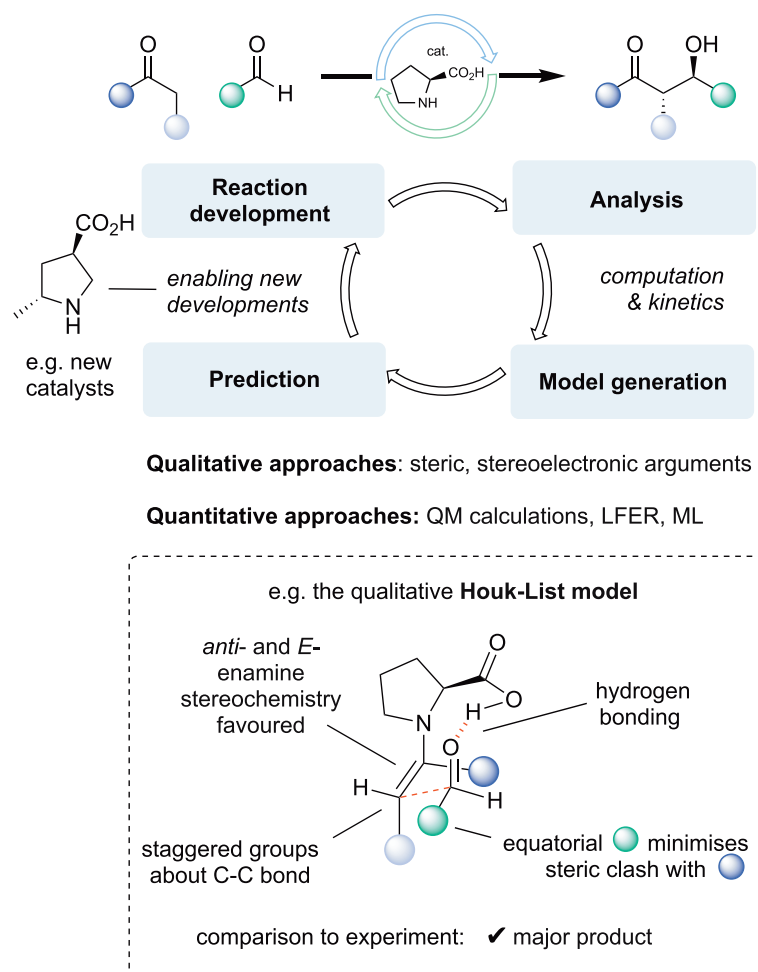 O
O
H
cat.
CO2H
NH
O
OH
Reaction
development
Analysis
CO2H
N
H
enabling new
developments
computation
& kinetics
e.g. new
catalysts
Prediction
Model generation
Qualitative approaches: steric, stereoelectronic arguments
Quantitative approaches: QM calculations, LFER, ML
e.g. the qualitative Houk-List model
anti- and E-
enamine
stereochemistry
favoured
O
O
H
N
O
H
H
hydrogen
bonding
staggered groups
about C-C bond
equatorial minimises
steric clash with
comparison to experiment: ✔ major product